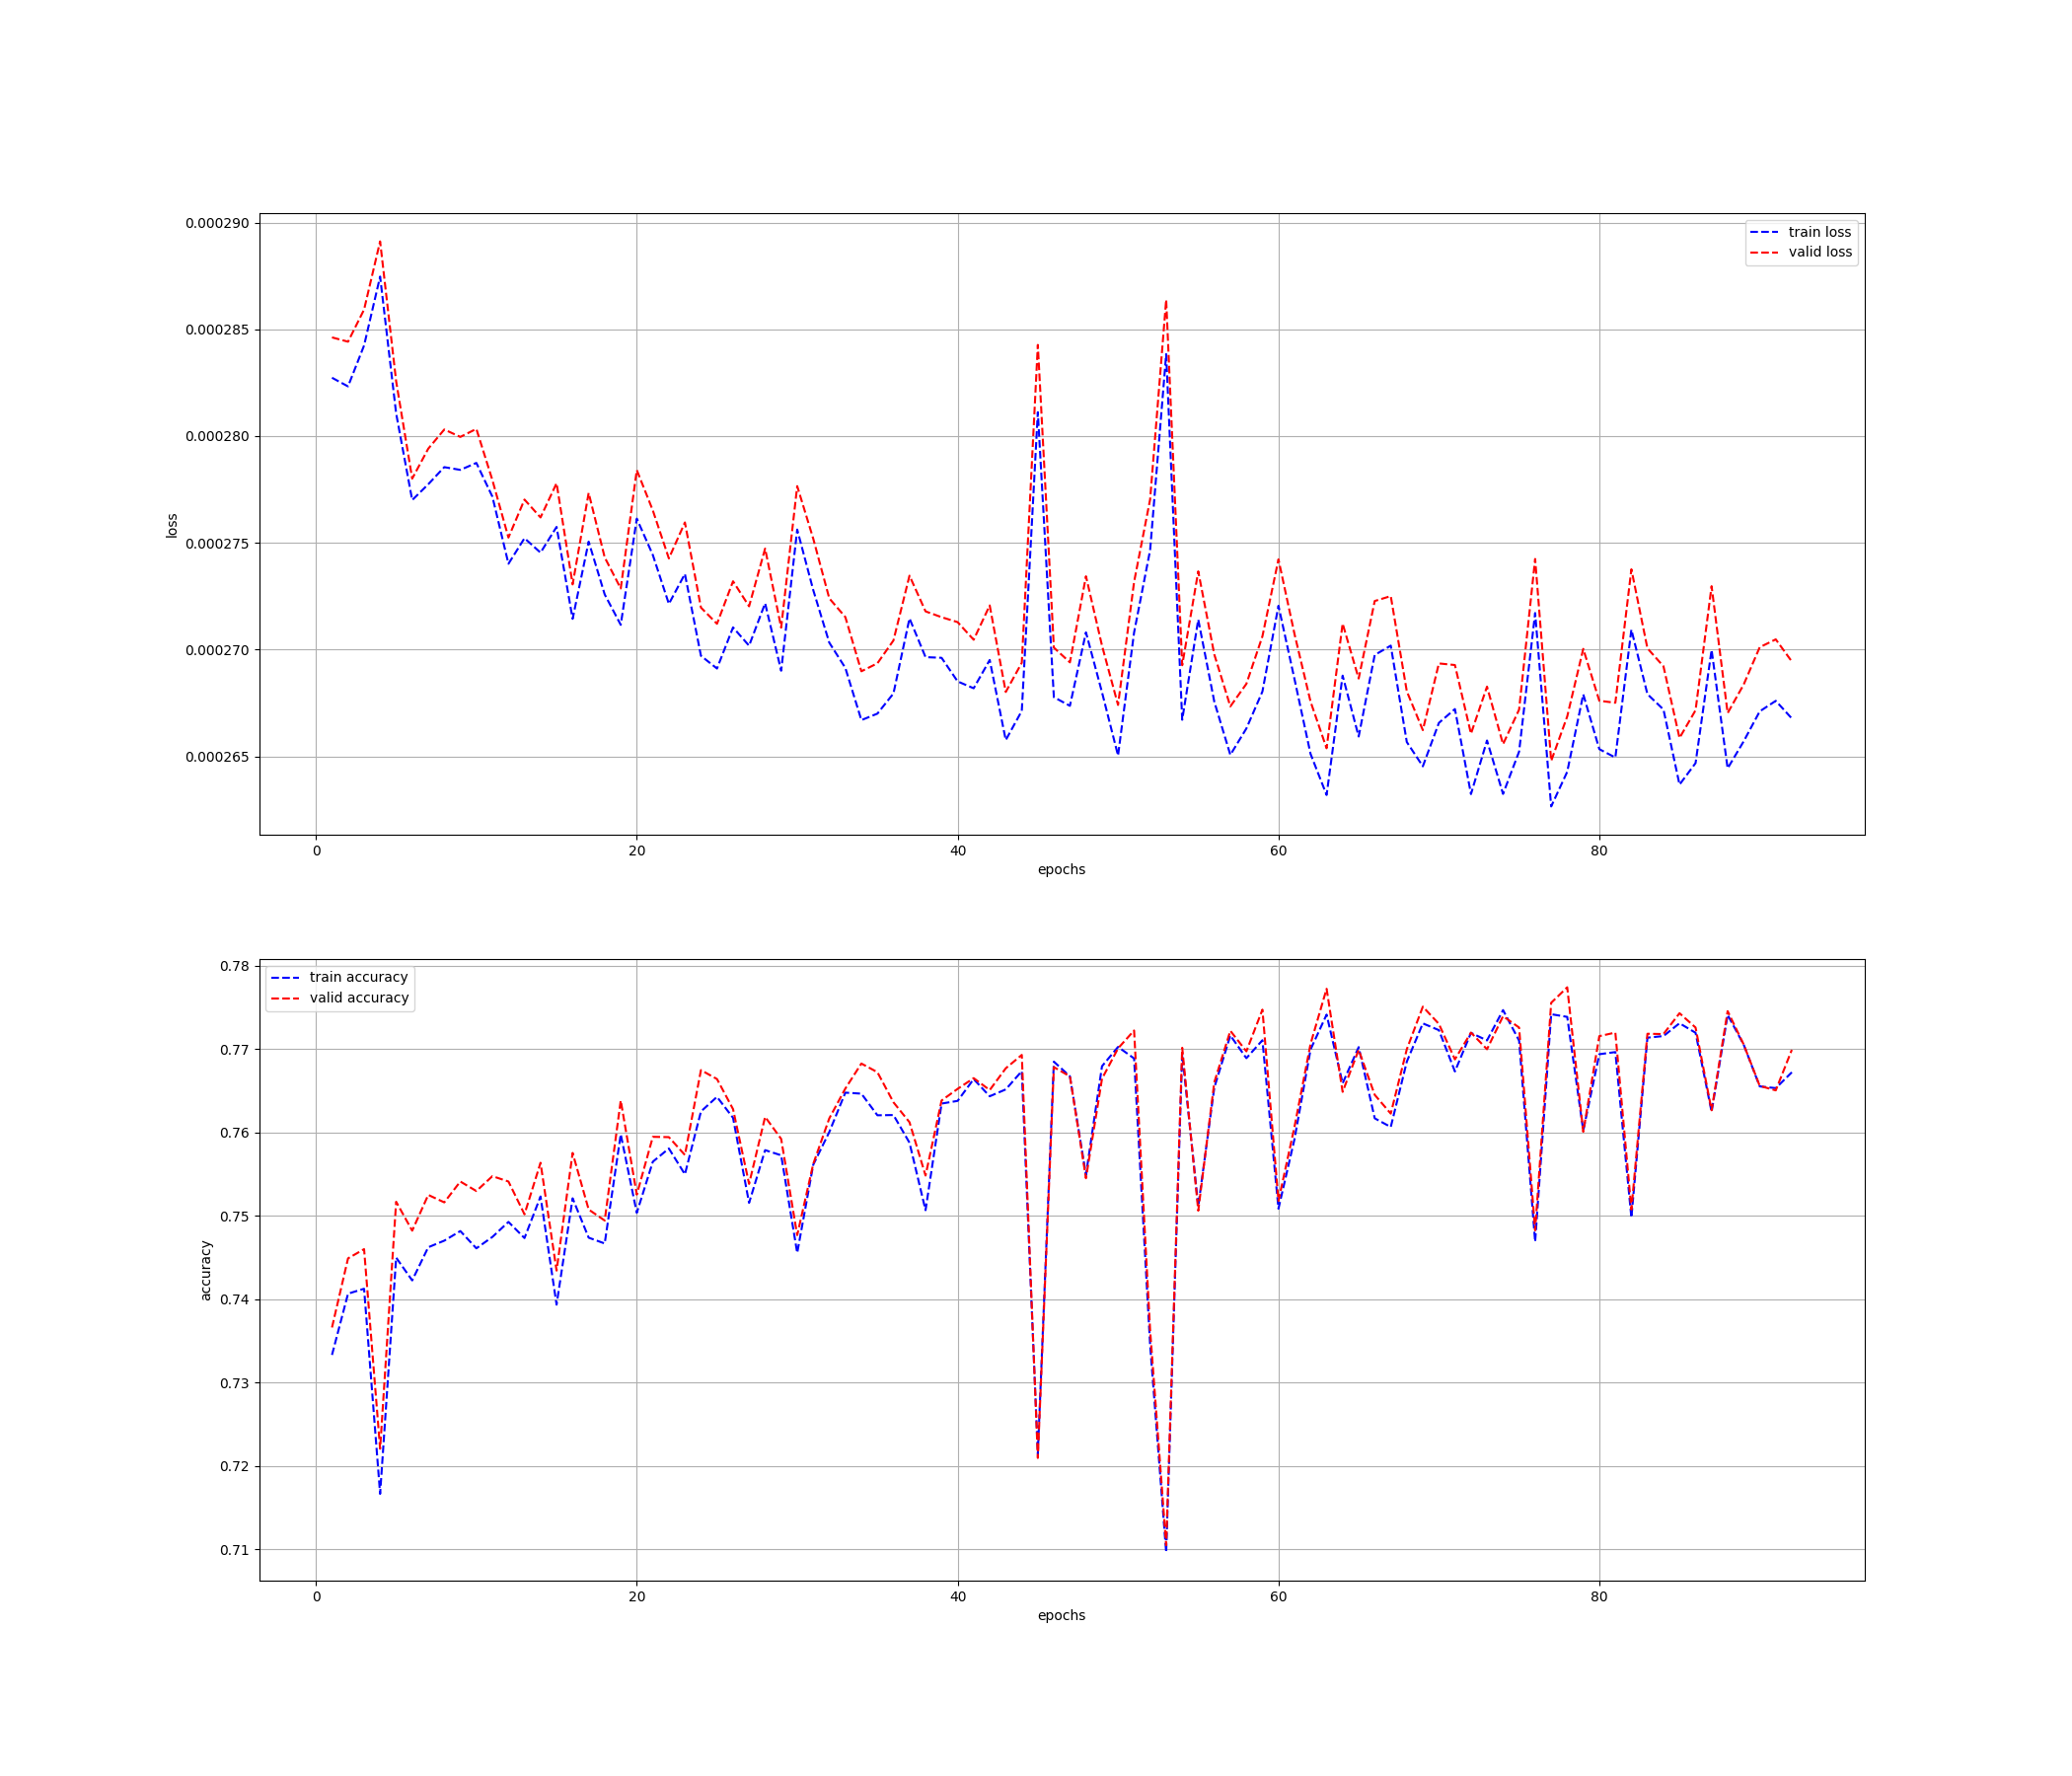 0.000290
0.000285
0.000280
0.000275
0.000270
0.000265
loss
train loss
valid loss
0 20 40 60 80
epochs
0.78
0.77
0.76
0.75
0.74
0.73
0.72
0.71
accuracy
train accuracy
valid accuracy
0 20 40 60 80
epochs